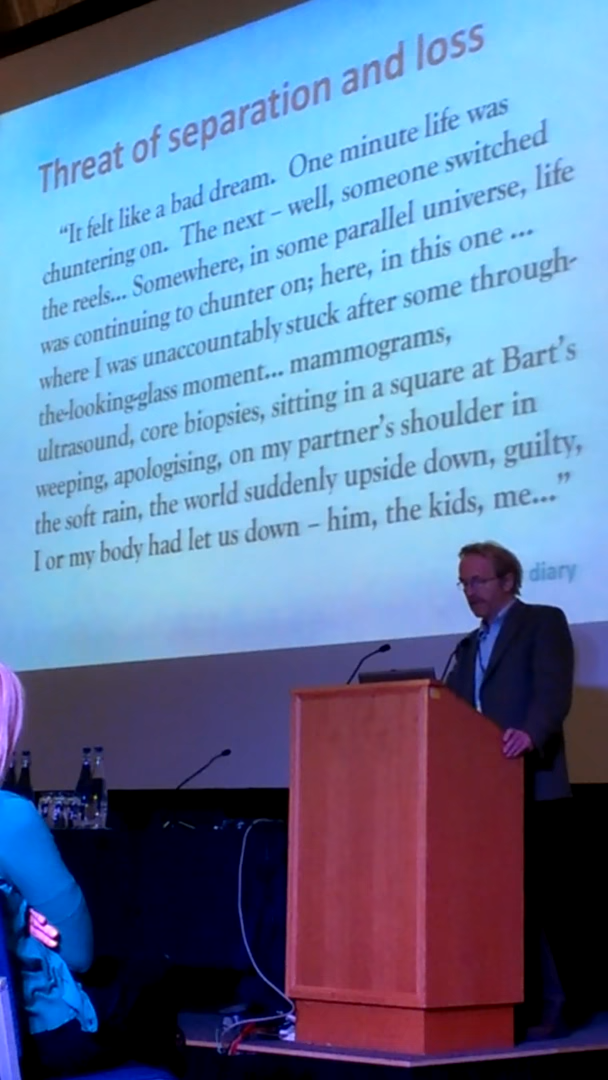 Threat of separation and loss
“It felt like a bad dream. One minute life was
chuntering on. The next – well, someone switched
the reels... Somewhere, in some parallel universe, life
was continuing to chunter on; here, in this one ...
where I was unaccountably stuck after some through-
the-looking-glass moment... mammograms,
ultrasound, core biopsies, sitting in a square at Bart’s
weeping, apologising, on my partner’s shoulder in
the soft rain, the world suddenly upside down, guilty,
I or my body had let us down – him, the kids, me...”
diary